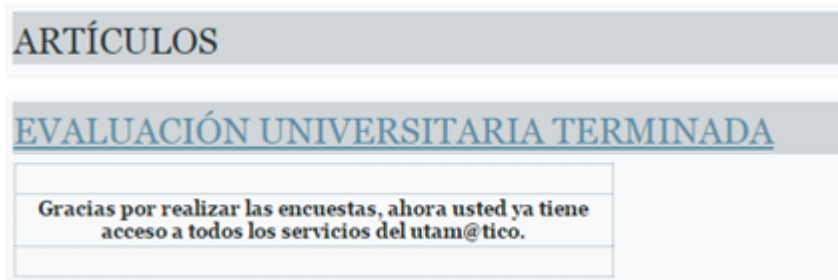 ARTÍCULOS
EVALUACIÓN UNIVERSITARIA TERMINADA
Gracias por realizar las encuestas, ahora usted ya tiene
acceso a todos los servicios del utam@tico.